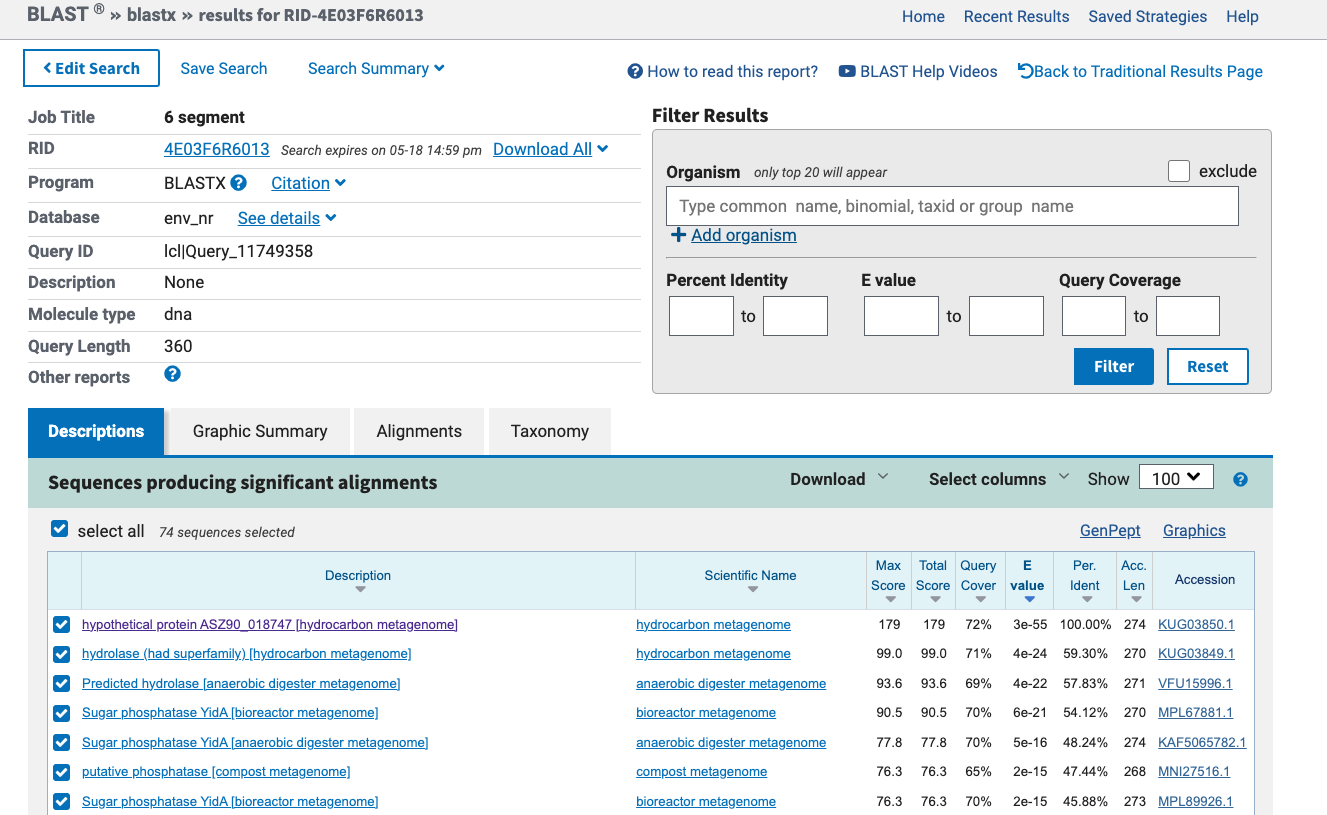 BLAST ® » blastx » results for RID-4E03F6R6013
Home Recent Results Saved Strategies Help
Edit Search Save Search Search Summary
How to read this report? BLAST Help Videos Back to Traditional Results Page
Job Title 6 segment
RID 4E03F6R6013 Search expires on 05-18 14:59 pm Download All
Program BLASTX Citation
Database env_nr See details
Query ID lcl|Query_11749358
Description None
Molecule type dna
Query Length 360
Other reports
Filter Results
Organism only top 20 will appear exclude
Type common name, binomial, taxid or group name
Add organism
Percent Identity E value Query Coverage
to to to
Filter Reset
Descriptions Graphic Summary Alignments Taxonomy
Sequences producing significant alignments Download Select columns Show 100
select all 74 sequences selected GenPept Graphics
Description Scientific Name Max Score Total Score Query Cover E value Per. Ident Acc. Len Accession
hypothetical protein ASZ90_018747 [hydrocarbon metagenome] hydrocarbon metagenome 179 179 72% 3e-55 100.00% 274 KUG03850.1
hydrolase (had superfamily) [hydrocarbon metagenome] hydrocarbon metagenome 99.0 99.0 71% 4e-24 59.30% 270 KUG03849.1
Predicted hydrolase [anaerobic digester metagenome] anaerobic digester metagenome 93.6 93.6 69% 4e-22 57.83% 271 VFU15996.1
Sugar phosphatase YidA [bioreactor metagenome] bioreactor metagenome 90.5 90.5 70% 6e-21 54.12% 270 MPL67881.1
Sugar phosphatase YidA [anaerobic digester metagenome] anaerobic digester metagenome 77.8 77.8 70% 5e-16 48.24% 274 KAF5065782.1
putative phosphatase [compost metagenome] compost metagenome 76.3 76.3 65% 2e-15 47.44% 268 MNI27516.1
Sugar phosphatase YidA [bioreactor metagenome] bioreactor metagenome 76.3 76.3 70% 2e-15 45.88% 273 MPL89926.1